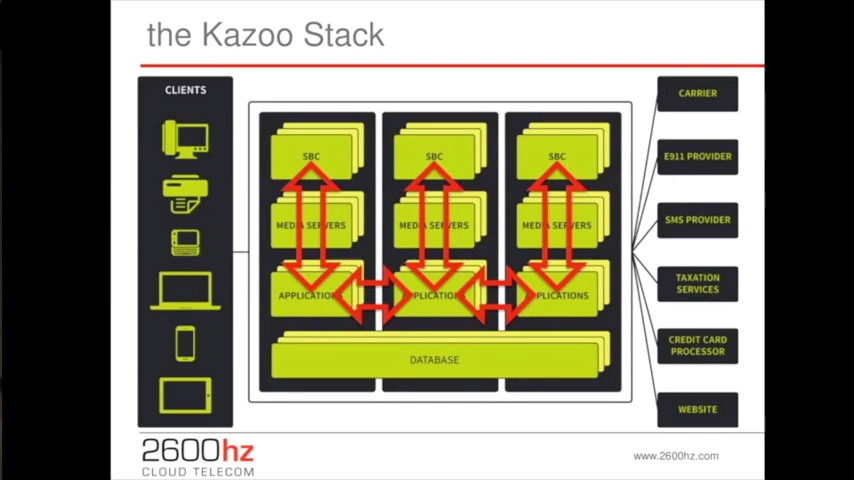 the Kazoo Stack
CLIENTS
SBC
SBC
SBC
MEDIA SERVERS
MEDIA SERVERS
MEDIA SERVERS
APPLICATIONS
APPLICATIONS
APPLICATIONS
DATABASE
CARRIER
E911 PROVIDER
SMS PROVIDER
TAXATION
SERVICES
CREDIT CARD
PROCESSOR
WEBSITE
2600hz
CLOUD TELECOM
www.2600hz.com